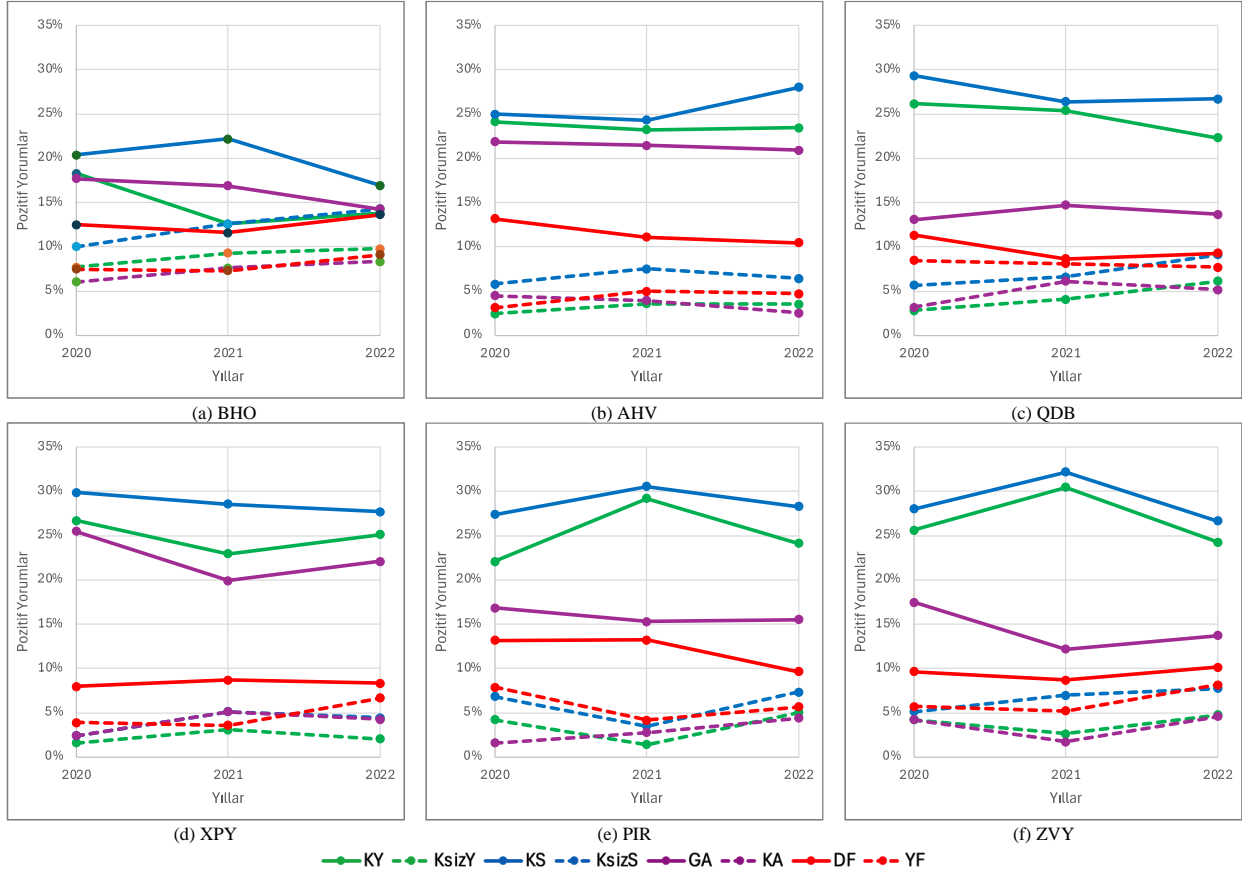 35%
30%
25%
20%
15%
10%
5%
0%
Pozitif Yorumlar
2020 2021 2022
Yıllar
(a) BHO
35%
30%
25%
20%
15%
10%
5%
0%
Pozitif Yorumlar
2020 2021 2022
Yıllar
(b) AHV
35%
30%
25%
20%
15%
10%
5%
0%
Pozitif Yorumlar
2020 2021 2022
Yıllar
(c) QDB
35%
30%
25%
20%
15%
10%
5%
0%
Pozitif Yorumlar
2020 2021 2022
Yıllar
(d) XPY
35%
30%
25%
20%
15%
10%
5%
0%
Pozitif Yorumlar
2020 2021 2022
Yıllar
(e) PIR
35%
30%
25%
20%
15%
10%
5%
0%
Pozitif Yorumlar
2020 2021 2022
Yıllar
(f) ZVY
KY KsizY KS KsizS GA KA DF YF